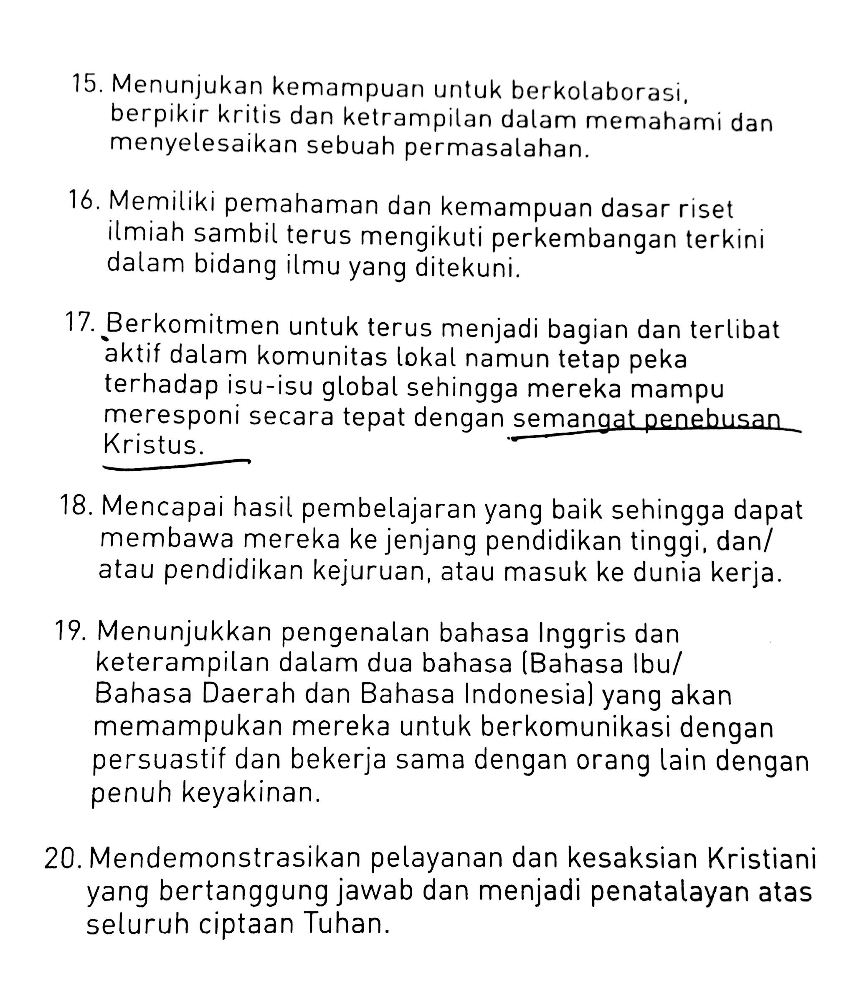 15. Menunjukan kemampuan untuk berkolaborasi,
berpikir kritis dan ketrampilan dalam memahami dan
menyelesaikan sebuah permasalahan.
16. Memiliki pemahaman dan kemampuan dasar riset
ilmiah sambil terus mengikuti perkembangan terkini
dalam bidang ilmu yang ditekuni.
17. Berkomitmen untuk terus menjadi bagian dan terlibat
aktif dalam komunitas lokal namun tetap peka
terhadap isu-isu global sehingga mereka mampu
meresponi secara tepat dengan semangat penebusan
Kristus.
18. Mencapai hasil pembelajaran yang baik sehingga dapat
membawa mereka ke jenjang pendidikan tinggi, dan/
atau pendidikan kejuruan, atau masuk ke dunia kerja.
19. Menunjukkan pengenalan bahasa Inggris dan
keterampilan dalam dua bahasa (Bahasa Ibu/
Bahasa Daerah dan Bahasa Indonesia) yang akan
memampukan mereka untuk berkomunikasi dengan
persuastif dan bekerja sama dengan orang lain dengan
penuh keyakinan.
20. Mendemonstrasikan pelayanan dan kesaksian Kristiani
yang bertanggung jawab dan menjadi penatalayan atas
seluruh ciptaan Tuhan.